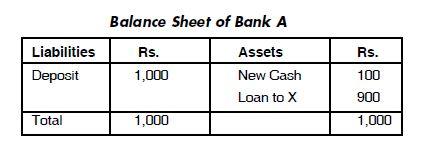 Balance Sheet of Bank A
Liabilities Rs. Assets Rs.
Deposit 1,000 New Cash 100
Loan to X 900
Total 1,000 1,000